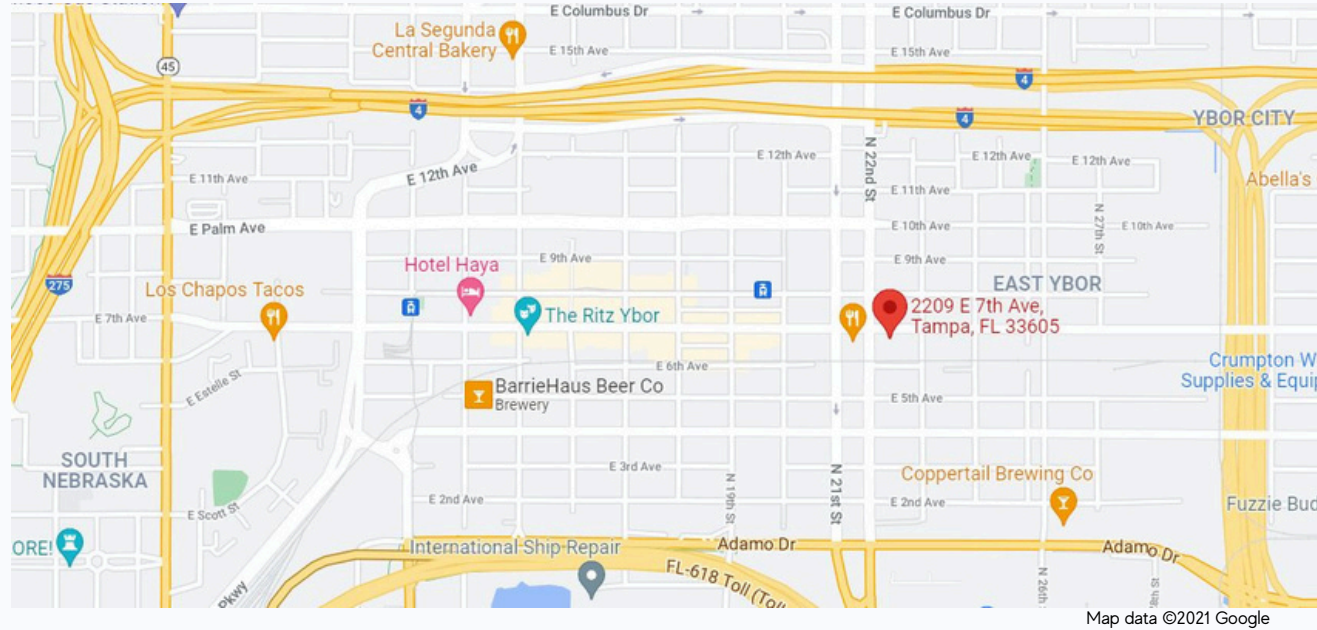 E Columbus Dr
E Columbus Dr
La Segunda
Central Bakery
E 15th Ave
E 15th Ave
45
4
4
4
YBOR CITY
E 12th Ave
E 12th Ave
E 12th Ave
E 12th Ave
N 22nd St
E 11th Ave
E 11th Ave
Abella's
E Palm Ave
E 10th Ave
E 10th Ave
N 27th St
E 9th Ave
E 9th Ave
Hotel Haya
275
Los Chapos Tacos
EAST YBOR
E 7th Ave
The Ritz Ybor
2209 E 7th Ave,
Tampa, FL 33605
E 6th Ave
Crumpton W
Supplies & Equip
E Estelle St
BarrieHaus Beer Co
Brewery
E 5th Ave
SOUTH
NEBRASKA
E 3rd Ave
Coppertail Brewing Co
N 19th St
N 21st St
E 2nd Ave
E 2nd Ave
Fuzzie Bud
E Scott St
ORE!
International Ship Repair
Adamo Dr
Adamo Dr
FL-618 Toll (Toll
N 26th S
Pkwy
Map data ©2021 Google